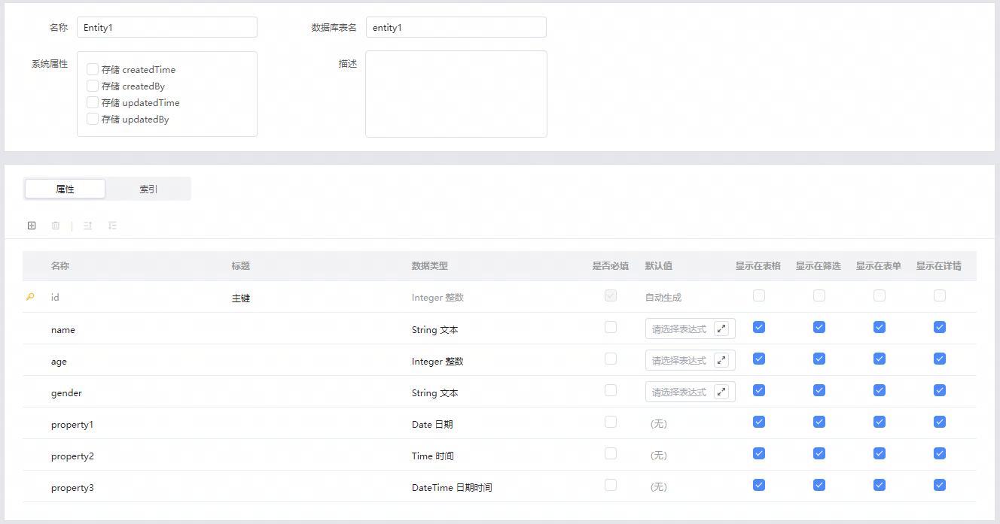 名称 Entity1 数据库表名 entity1
系统属性 描述
存储 createdTime
存储 createdBy
存储 updatedTime
存储 updatedBy
属性 索引
名称 标题 数据类型 是否必填 默认值 显示在表格 显示在筛选 显示在表单 显示在详情
id 主键 Integer 整数 自动生成
name String 文本 请选择表达式
age Integer 整数 请选择表达式
gender String 文本 请选择表达式
property1 Date 日期 (无)
property2 Time 时间 (无)
property3 DateTime 日期时间 (无)